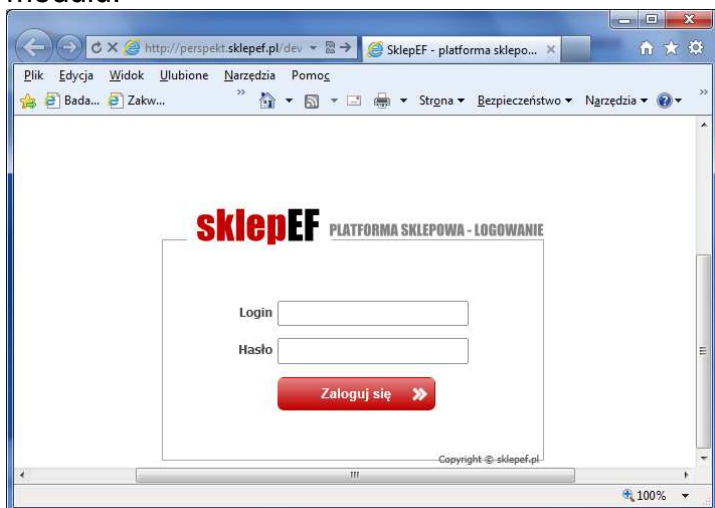 http://perspekt.sklepef.pl/dev
SklepEF - platforma sklepo...
Plik Edycja Widok Ulubione Narzędzia Pomoc
Bada... Zakw... » Strona Bezpieczeństwo Narzędzia »
sklepEF PLATFORMA SKLEPOWA - LOGOWANIE
Login
Hasło
Zaloguj się
Copyright © sklepef.pl
100%